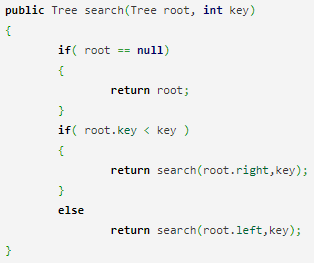 public Tree search(Tree root, int key)
{
        if( root == null)
        {
                return root;
        }
        if( root.key < key )
        {
                return search(root.right,key);
        }
        else
                return search(root.left,key);
}